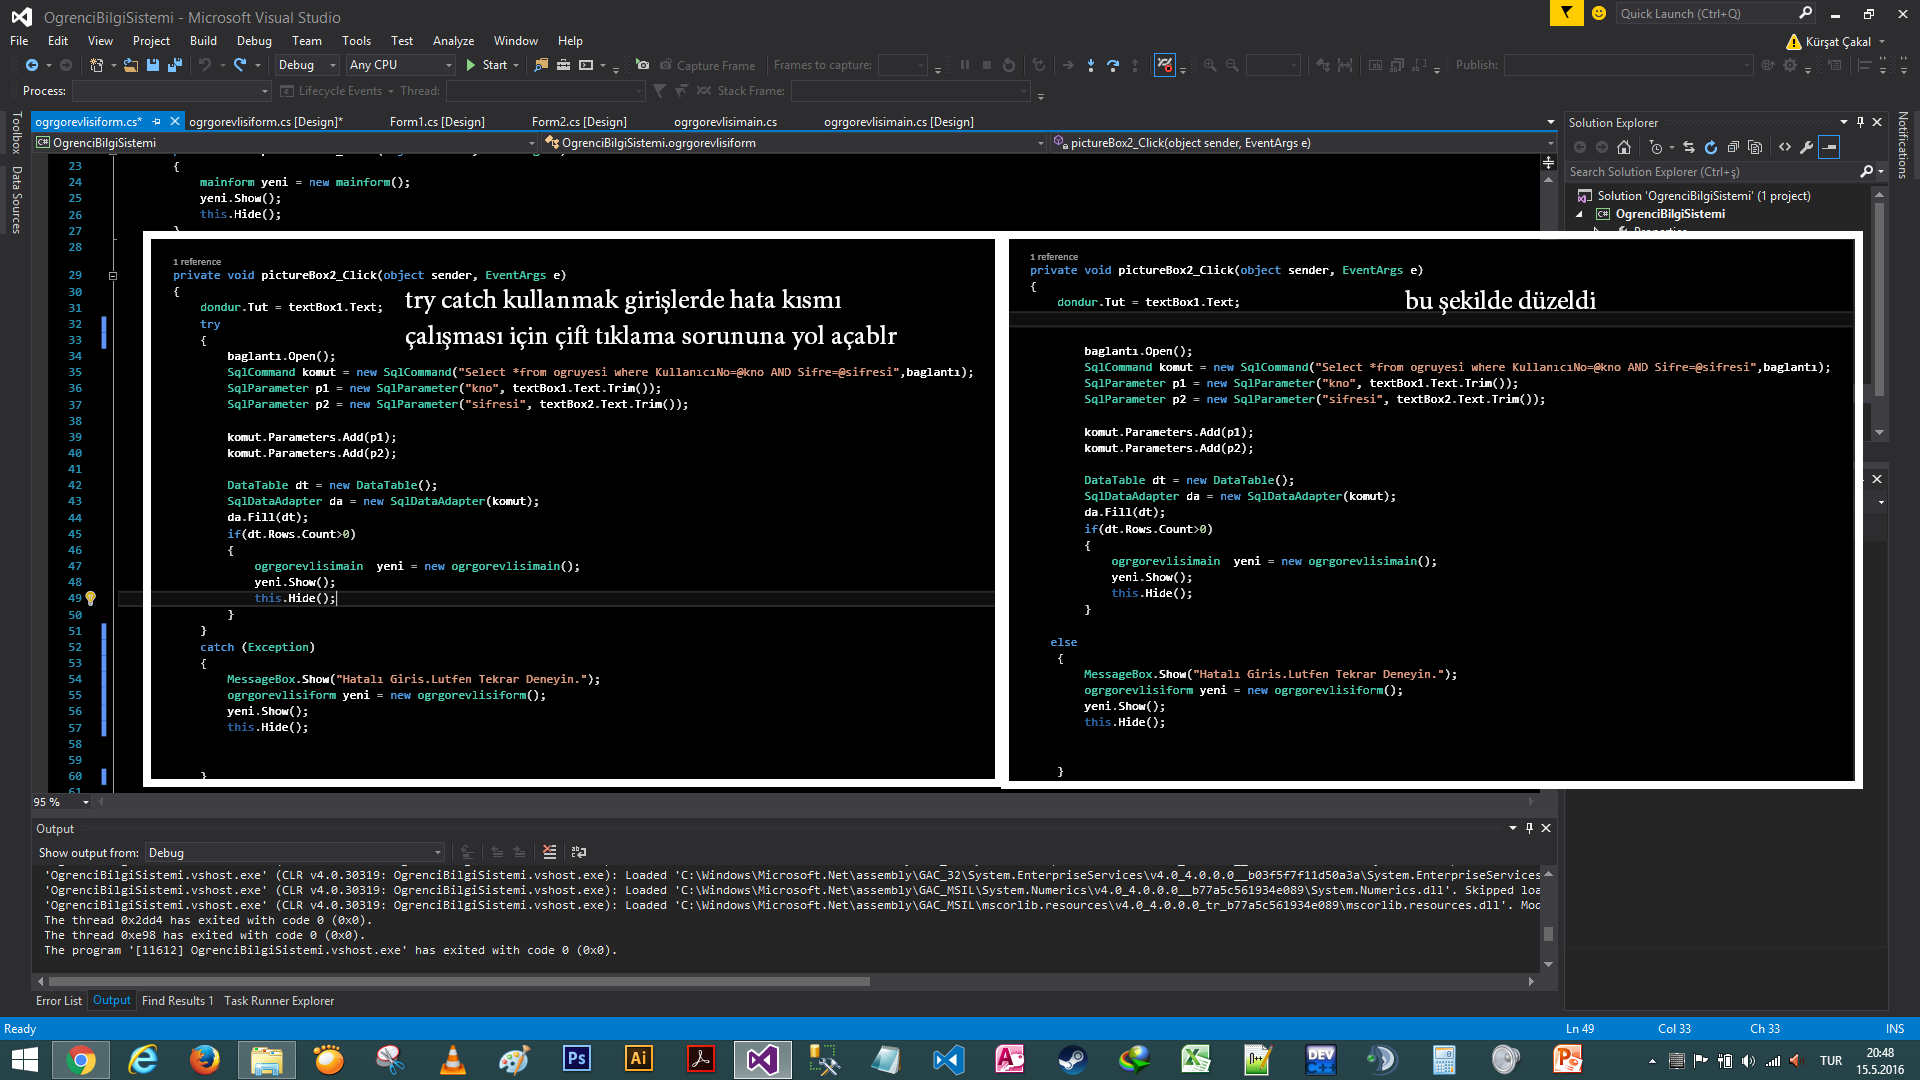 OgrenciBilgiSistemi - Microsoft Visual Studio
Quick Launch (Ctrl+Q)
File Edit View Project Build Debug Team Tools Test Analyze Window Help
Kürşat Çakal
Debug Any CPU Start Capture Frame Frames to capture: Publish:
Process: Lifecycle Events Thread: Stack Frame:
ogrgorevlisiform.cs* ogrgorevlisiform.cs [Design]* Form1.cs [Design] Form2.cs [Design] ogrgorevlisimain.cs ogrgorevlisimain.cs [Design]
OgrenciBilgiSistemi OgrenciBilgiSistemi.ogrgorevlisiform pictureBox2_Click(object sender, EventArgs e)
Toolbox
Data Sources
23 {
24 mainform yeni = new mainform();
25 yeni.Show();
26 this.Hide();
27
28
1 reference
29 private void pictureBox2_Click(object sender, EventArgs e)
30 {
31 dondur.Tut = textBox1.Text;
32 try
33 {
34 baglantı.Open();
35 SqlCommand komut = new SqlCommand("Select *from ogruyesi where KullanıcıNo=@kno AND Sifre=@sifresi",baglantı);
36 SqlParameter p1 = new SqlParameter("kno", textBox1.Text.Trim());
37 SqlParameter p2 = new SqlParameter("sifresi", textBox2.Text.Trim());
38
39 komut.Parameters.Add(p1);
40 komut.Parameters.Add(p2);
41
42 DataTable dt = new DataTable();
43 SqlDataAdapter da = new SqlDataAdapter(komut);
44 da.Fill(dt);
45 if(dt.Rows.Count>0)
46 {
47 ogrgorevlisimain yeni = new ogrgorevlisimain();
48 yeni.Show();
49 this.Hide();
50 }
51 }
52 catch (Exception)
53 {
54 MessageBox.Show("Hatalı Giris.Lutfen Tekrar Deneyin.");
55 ogrgorevlisiform yeni = new ogrgorevlisiform();
56 yeni.Show();
57 this.Hide();
58
59
60 }
61
try catch kullanmak girişlerde hata kısmı
çalışması için çift tıklama sorununa yol açablr
1 reference
private void pictureBox2_Click(object sender, EventArgs e)
{
dondur.Tut = textBox1.Text;
bu şekilde düzeldi
baglantı.Open();
SqlCommand komut = new SqlCommand("Select *from ogruyesi where KullanıcıNo=@kno AND Sifre=@sifresi",baglantı);
SqlParameter p1 = new SqlParameter("kno", textBox1.Text.Trim());
SqlParameter p2 = new SqlParameter("sifresi", textBox2.Text.Trim());
komut.Parameters.Add(p1);
komut.Parameters.Add(p2);
DataTable dt = new DataTable();
SqlDataAdapter da = new SqlDataAdapter(komut);
da.Fill(dt);
if(dt.Rows.Count>0)
{
ogrgorevlisimain yeni = new ogrgorevlisimain();
yeni.Show();
this.Hide();
}
else
{
MessageBox.Show("Hatalı Giris.Lutfen Tekrar Deneyin.");
ogrgorevlisiform yeni = new ogrgorevlisiform();
yeni.Show();
this.Hide();
}
Solution Explorer
Search Solution Explorer (Ctrl+ş)
Solution 'OgrenciBilgiSistemi' (1 project)
OgrenciBilgiSistemi
Notifications
95 %
Output
Show output from: Debug
'OgrenciBilgiSistemi.vshost.exe' (CLR v4.0.30319: OgrenciBilgiSistemi.vshost.exe): Loaded 'C:\Windows\Microsoft.Net\assembly\GAC_32\System.EnterpriseServices\v4.0_4.0.0.0__b03f5f7f11d50a3a\System.EnterpriseServices
'OgrenciBilgiSistemi.vshost.exe' (CLR v4.0.30319: OgrenciBilgiSistemi.vshost.exe): Loaded 'C:\Windows\Microsoft.Net\assembly\GAC_MSIL\System.Numerics\v4.0_4.0.0.0__b77a5c561934e089\System.Numerics.dll'. Skipped loa
'OgrenciBilgiSistemi.vshost.exe' (CLR v4.0.30319: OgrenciBilgiSistemi.vshost.exe): Loaded 'C:\Windows\Microsoft.Net\assembly\GAC_MSIL\mscorlib.resources\v4.0_4.0.0.0_tr_b77a5c561934e089\mscorlib.resources.dll'. Mod
The thread 0x2dd4 has exited with code 0 (0x0).
The thread 0xe98 has exited with code 0 (0x0).
The program '[11612] OgrenciBilgiSistemi.vshost.exe' has exited with code 0 (0x0).
Error List Output Find Results 1 Task Runner Explorer
Ready Ln 49 Col 33 Ch 33 INS
Ps Ai DEV TUR 20:48
15.5.2016